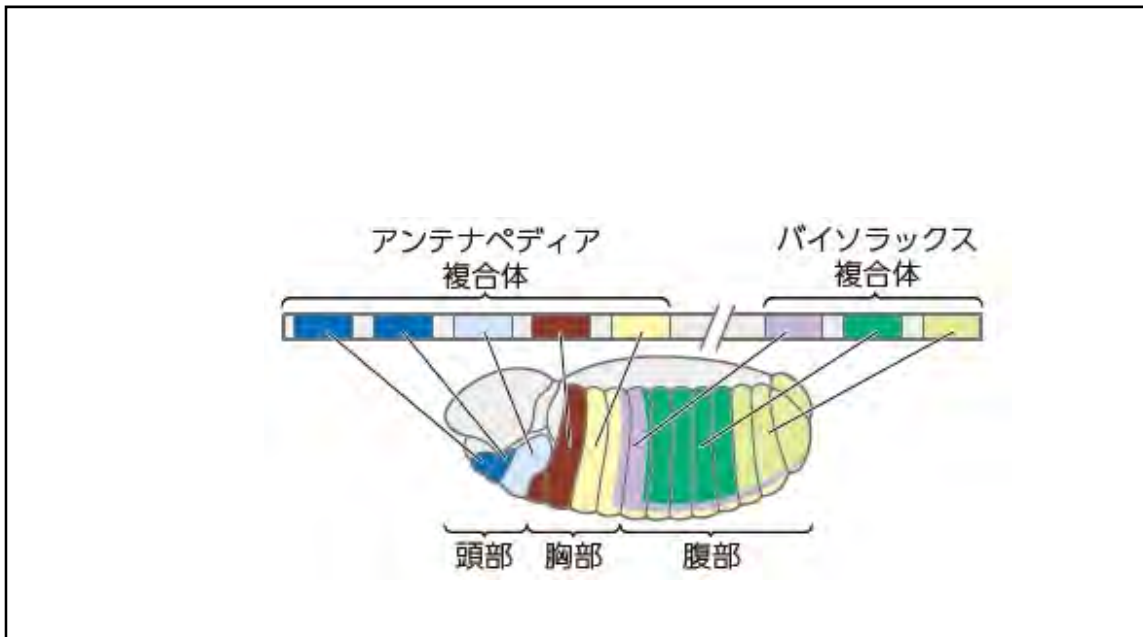 アンテナペディア
複合体
バイソラックス
複合体
頭部
胸部
腹部